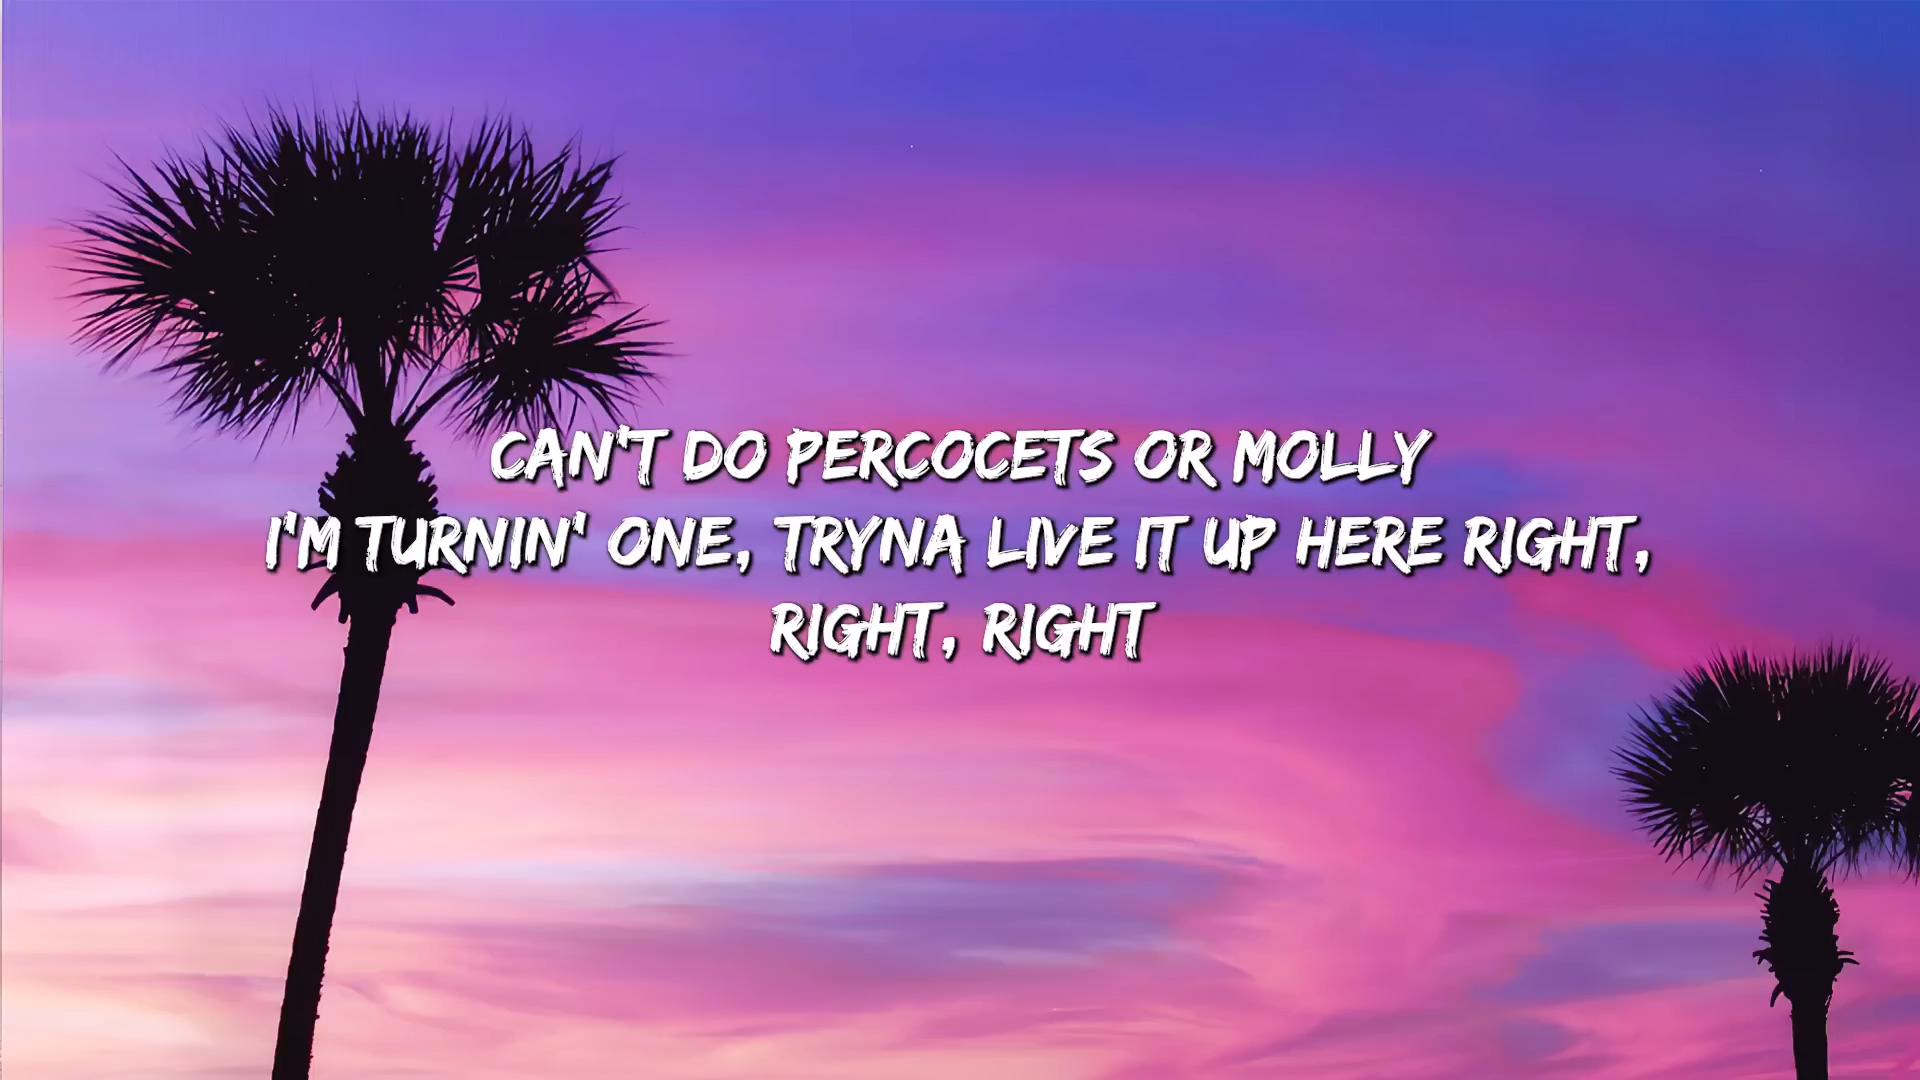 CAN'T DO PERCOCETS OR MOLLY
I'M TURNIN' ONE, TRYNA LIVE IT UP HERE RIGHT,
RIGHT, RIGHT